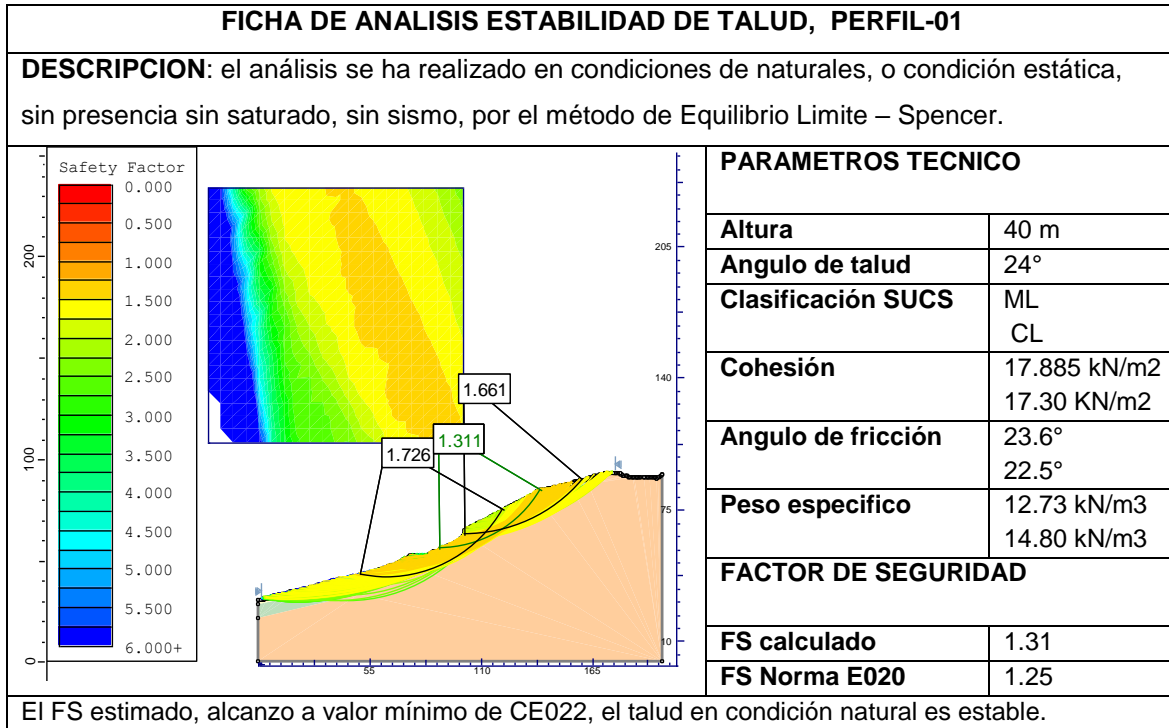 FICHA DE ANALISIS ESTABILIDAD DE TALUD, PERFIL-01
DESCRIPCION: el análisis se ha realizado en condiciones de naturales, o condición estática,
sin presencia sin saturado, sin sismo, por el método de Equilibrio Limite – Spencer.
Safety Factor
0.000
0.500
1.000
1.500
2.000
2.500
3.000
3.500
4.000
4.500
5.000
5.500
6.000+
200
100
0
1.661
1.311
1.726
205
140
75
10
55
110
165
PARAMETROS TECNICO
Altura 40 m
Angulo de talud 24°
Clasificación SUCS ML
CL
Cohesión 17.885 kN/m2
17.30 KN/m2
Angulo de fricción 23.6°
22.5°
Peso especifico 12.73 kN/m3
14.80 kN/m3
FACTOR DE SEGURIDAD
FS calculado 1.31
FS Norma E020 1.25
El FS estimado, alcanzo a valor mínimo de CE022, el talud en condición natural es estable.